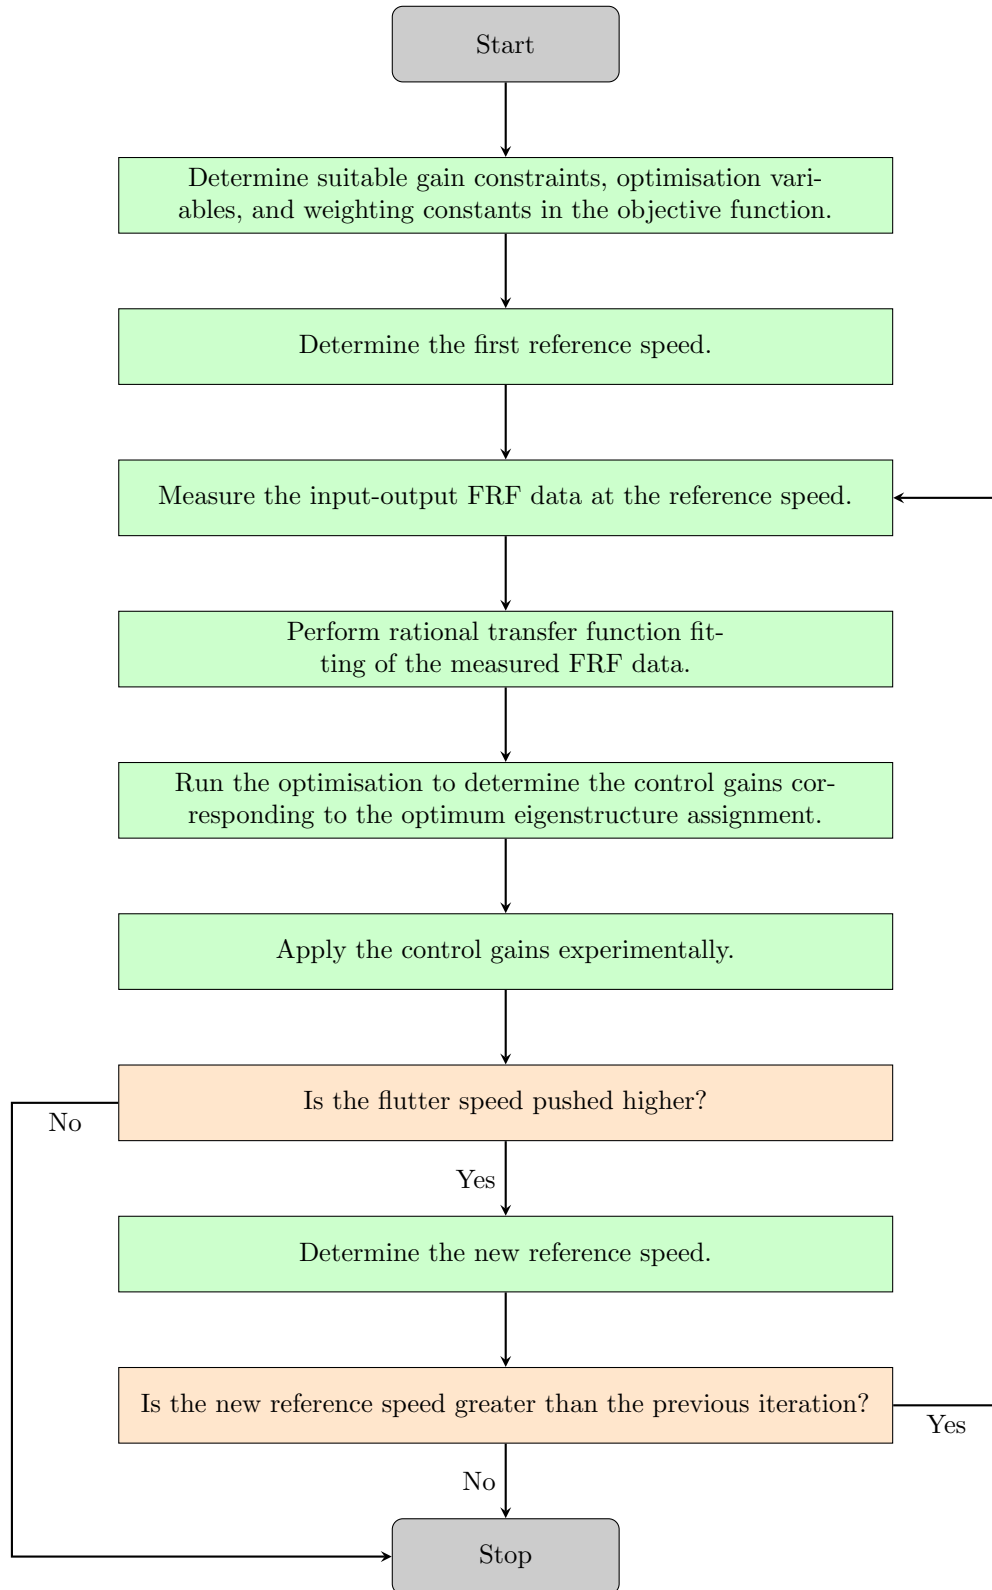 Start
Determine suitable gain constraints, optimisation vari-
ables, and weighting constants in the objective function.
Determine the first reference speed.
Measure the input-output FRF data at the reference speed.
Perform rational transfer function fit-
ting of the measured FRF data.
Run the optimisation to determine the control gains cor-
responding to the optimum eigenstructure assignment.
Apply the control gains experimentally.
Is the flutter speed pushed higher?
No
Yes
Determine the new reference speed.
Is the new reference speed greater than the previous iteration?
Yes
No
Stop